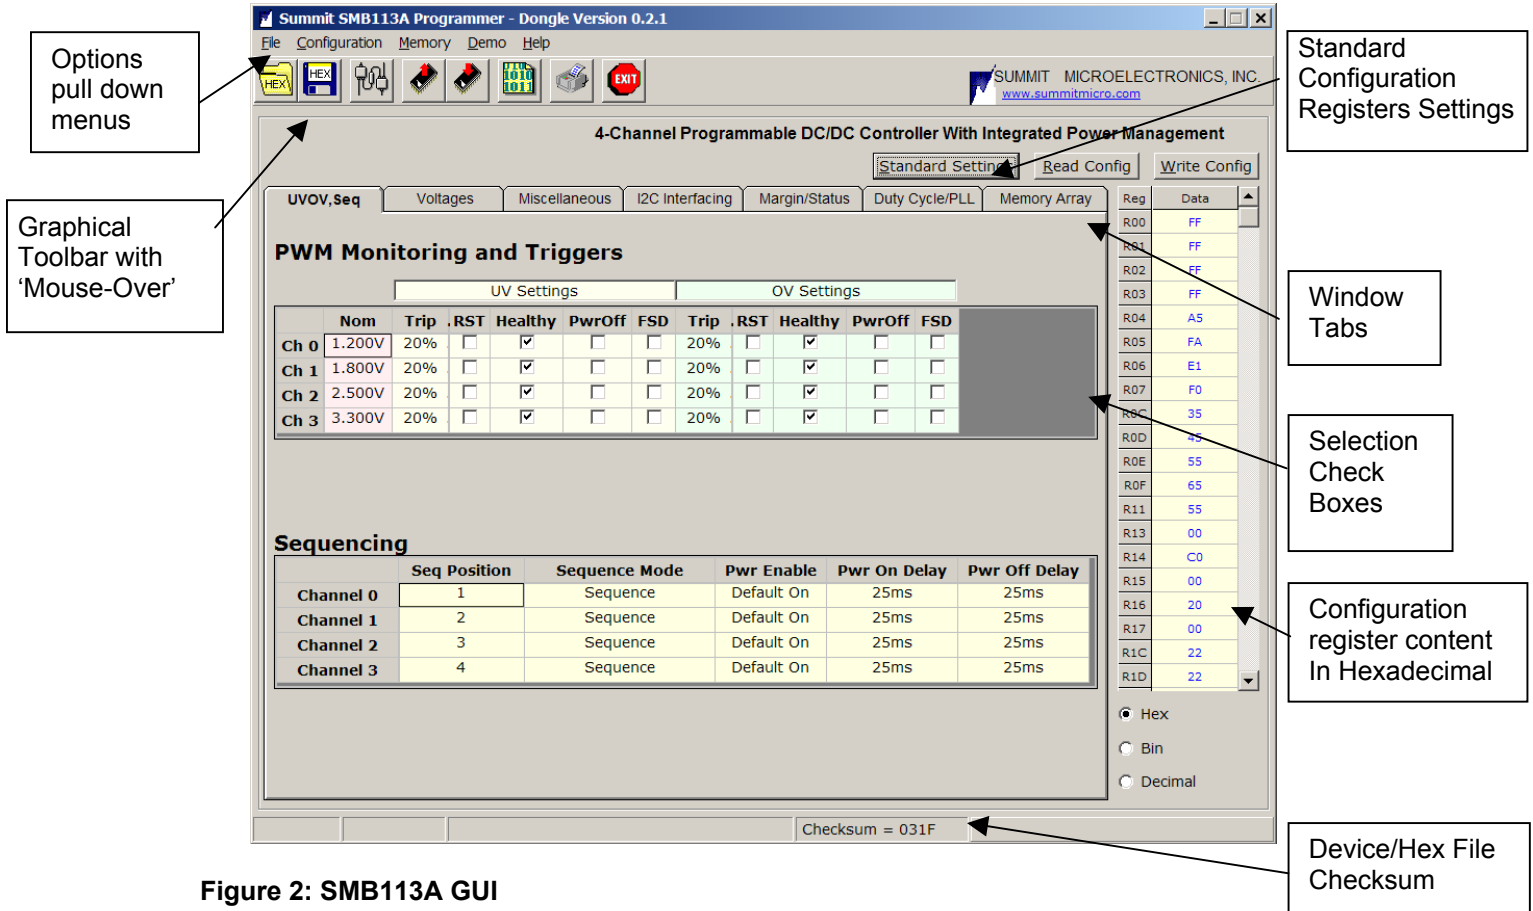 Summit SMB113A Programmer - Dongle Version 0.2.1
File Configuration Memory Demo Help
HEX HEX 1010 1011 EXIT
SUMMIT MICROELECTRONICS, INC.
www.summitmicro.com
4-Channel Programmable DC/DC Controller With Integrated Power Management
Standard Settings Read Config Write Config
UVOV,Seq Voltages Miscellaneous I2C Interfacing Margin/Status Duty Cycle/PLL Memory Array
PWM Monitoring and Triggers
UV Settings OV Settings
Nom Trip RST Healthy PwrOff FSD Trip RST Healthy PwrOff FSD
Ch 0 1.200V 20% 20%
Ch 1 1.800V 20% 20%
Ch 2 2.500V 20% 20%
Ch 3 3.300V 20% 20%
Sequencing
Seq Position Sequence Mode Pwr Enable Pwr On Delay Pwr Off Delay
Channel 0 1 Sequence Default On 25ms 25ms
Channel 1 2 Sequence Default On 25ms 25ms
Channel 2 3 Sequence Default On 25ms 25ms
Channel 3 4 Sequence Default On 25ms 25ms
Reg Data
R00 FF
R01 FF
R02 FF
R03 FF
R04 A5
R05 FA
R06 E1
R07 F0
R0C 35
R0D 45
R0E 55
R0F 65
R11 55
R13 00
R14 C0
R15 00
R16 20
R17 00
R1C 22
R1D 22
Hex
Bin
Decimal
Checksum = 031F
Options
pull down
menus
Graphical
Toolbar with
‘Mouse-Over’
Standard
Configuration
Registers Settings
Window
Tabs
Selection
Check
Boxes
Configuration
register content
In Hexadecimal
Device/Hex File
Checksum
Figure 2: SMB113A GUI